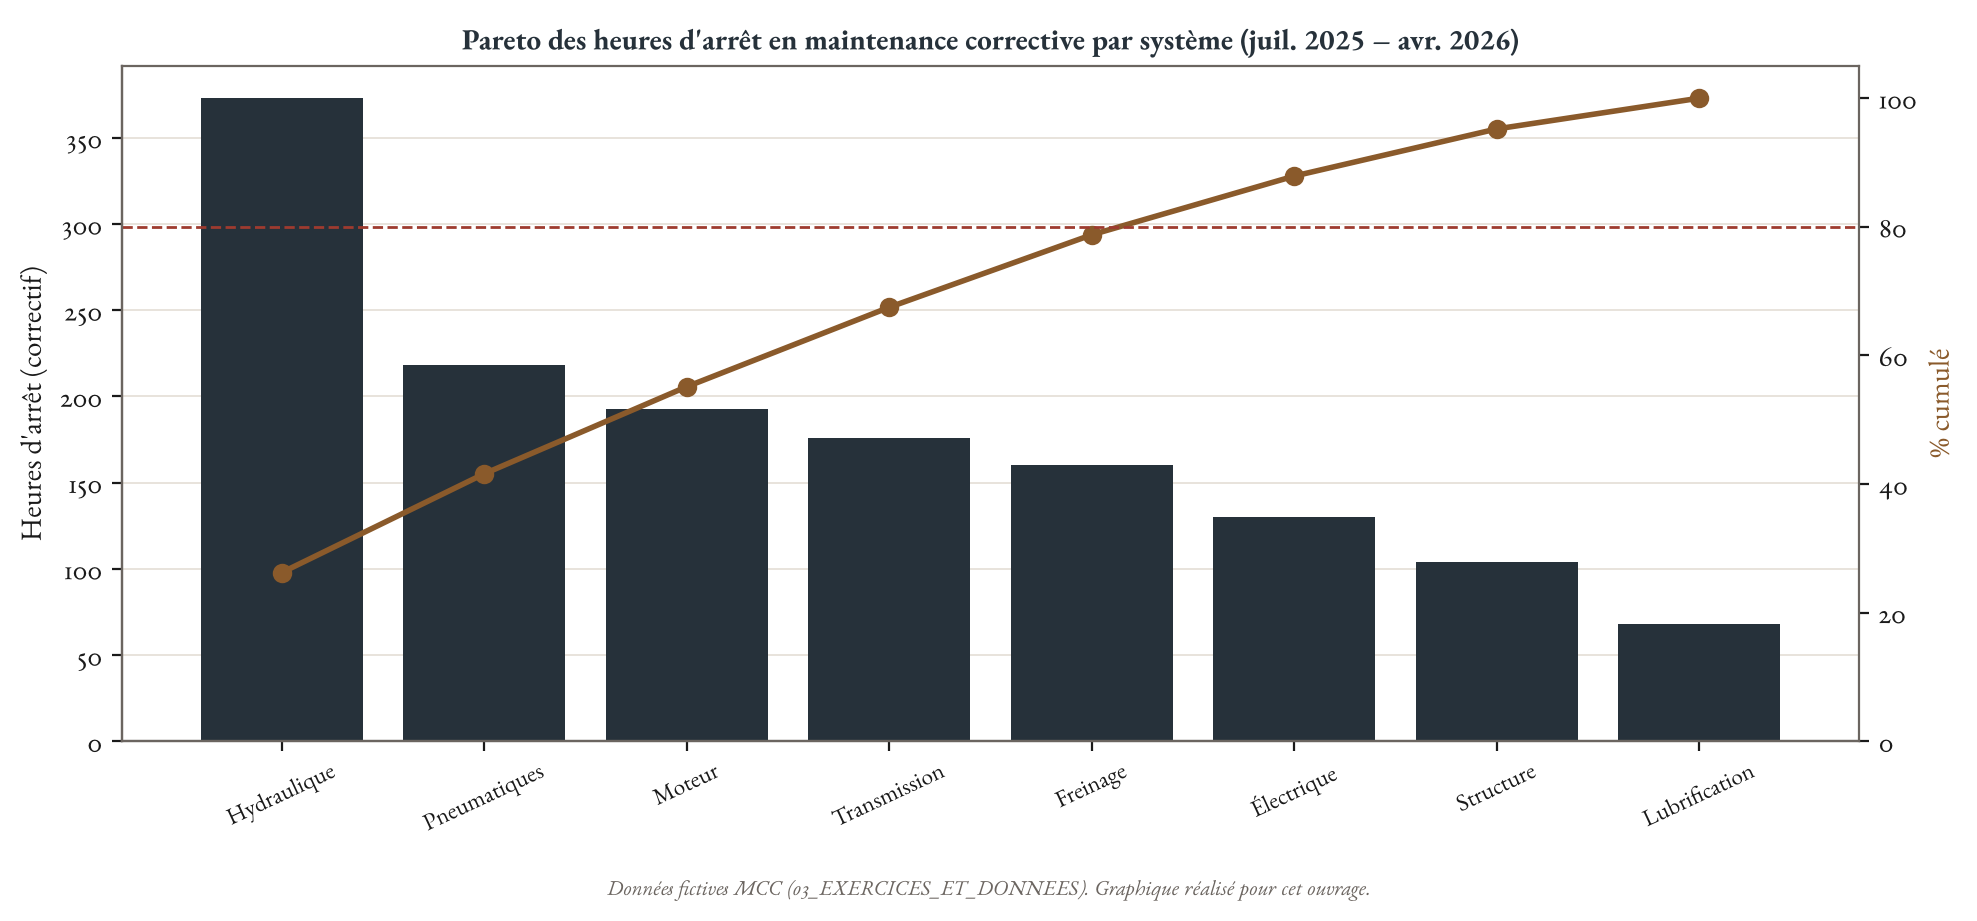 Pareto des heures d'arrêt en maintenance corrective par système (juil. 2025 – avr. 2026)
Heures d'arrêt (correctif)
350
300
250
200
150
100
50
0
100
80
60
40
20
0
% cumulé
Hydraulique
Pneumatiques
Moteur
Transmission
Freinage
Électrique
Structure
Lubrification
Données fictives MCC (03_EXERCICES_ET_DONNEES). Graphique réalisé pour cet ouvrage.